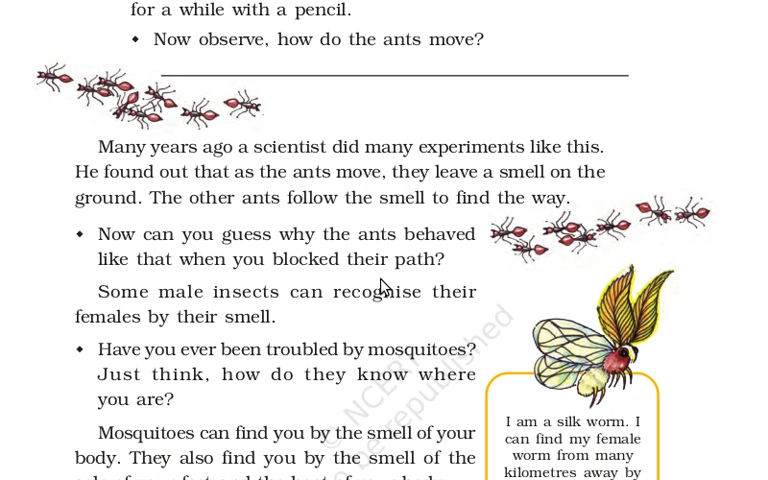 for a while with a pencil.
◆ Now observe, how do the ants move?
Many years ago a scientist did many experiments like this.
He found out that as the ants move, they leave a smell on the
ground. The other ants follow the smell to find the way.
◆ Now can you guess why the ants behaved
like that when you blocked their path?
Some male insects can recognise their
females by their smell.
◆ Have you ever been troubled by mosquitoes?
Just think, how do they know where
you are?
Mosquitoes can find you by the smell of your
body. They also find you by the smell of the
I am a silk worm. I
can find my female
worm from many
kilometres away by
© NCERT
be republished